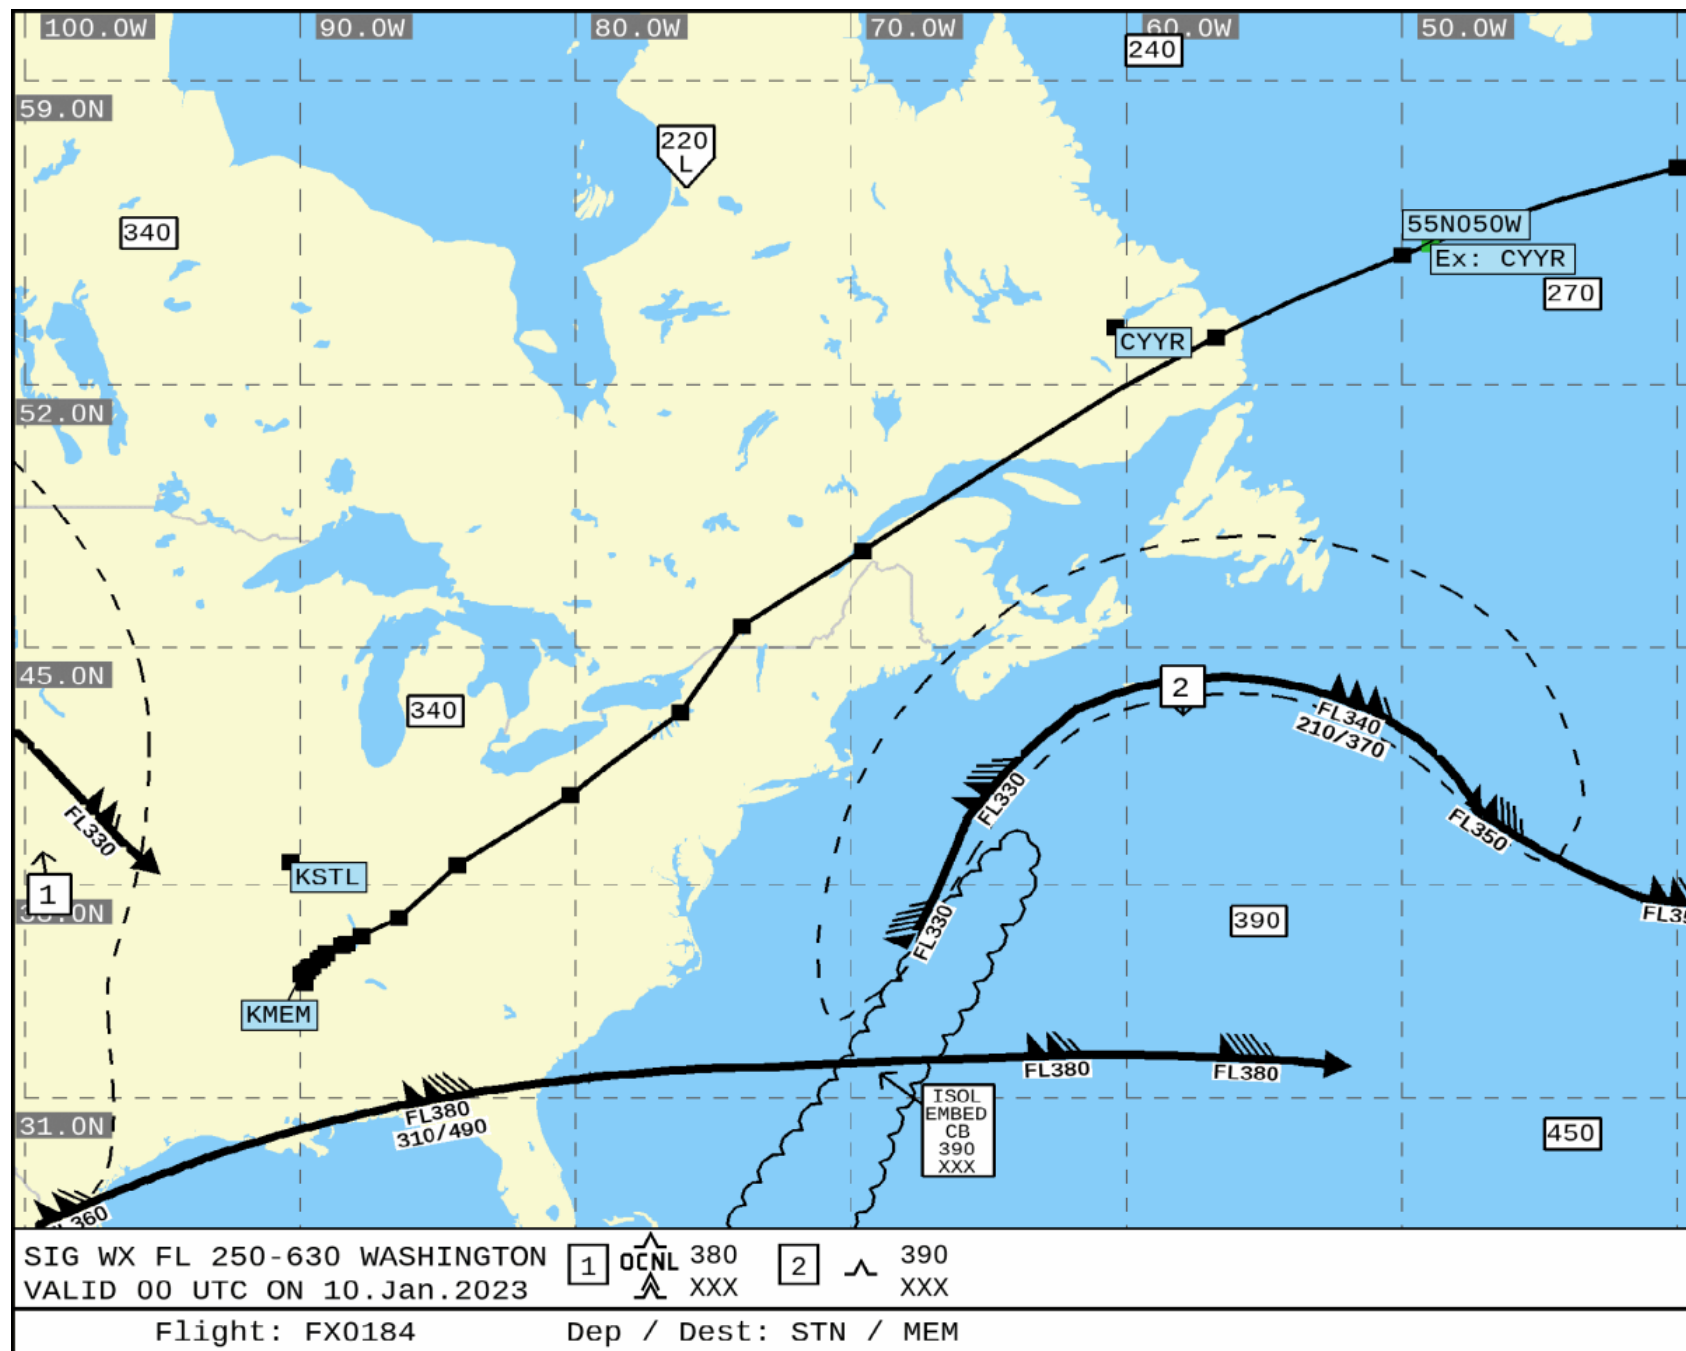 100.0W
90.0W
80.0W
70.0W
60.0W
50.0W
240
59.0N
220
L
340
55N050W
Ex: CYYR
270
CYYR
52.0N
45.0N
340
2
FL340
210/370
FL330
FL330
FL350
KSTL
1
FL330
390
KMEM
FL380
FL380
FL380
310/490
ISOL
EMBED
CB
390
XXX
31.0N
450
SIG WX FL 250-630 WASHINGTON
VALID 00 UTC ON 10.Jan.2023
1
OCNL
380
XXX
2
390
XXX
Flight: FX0184
Dep / Dest: STN / MEM